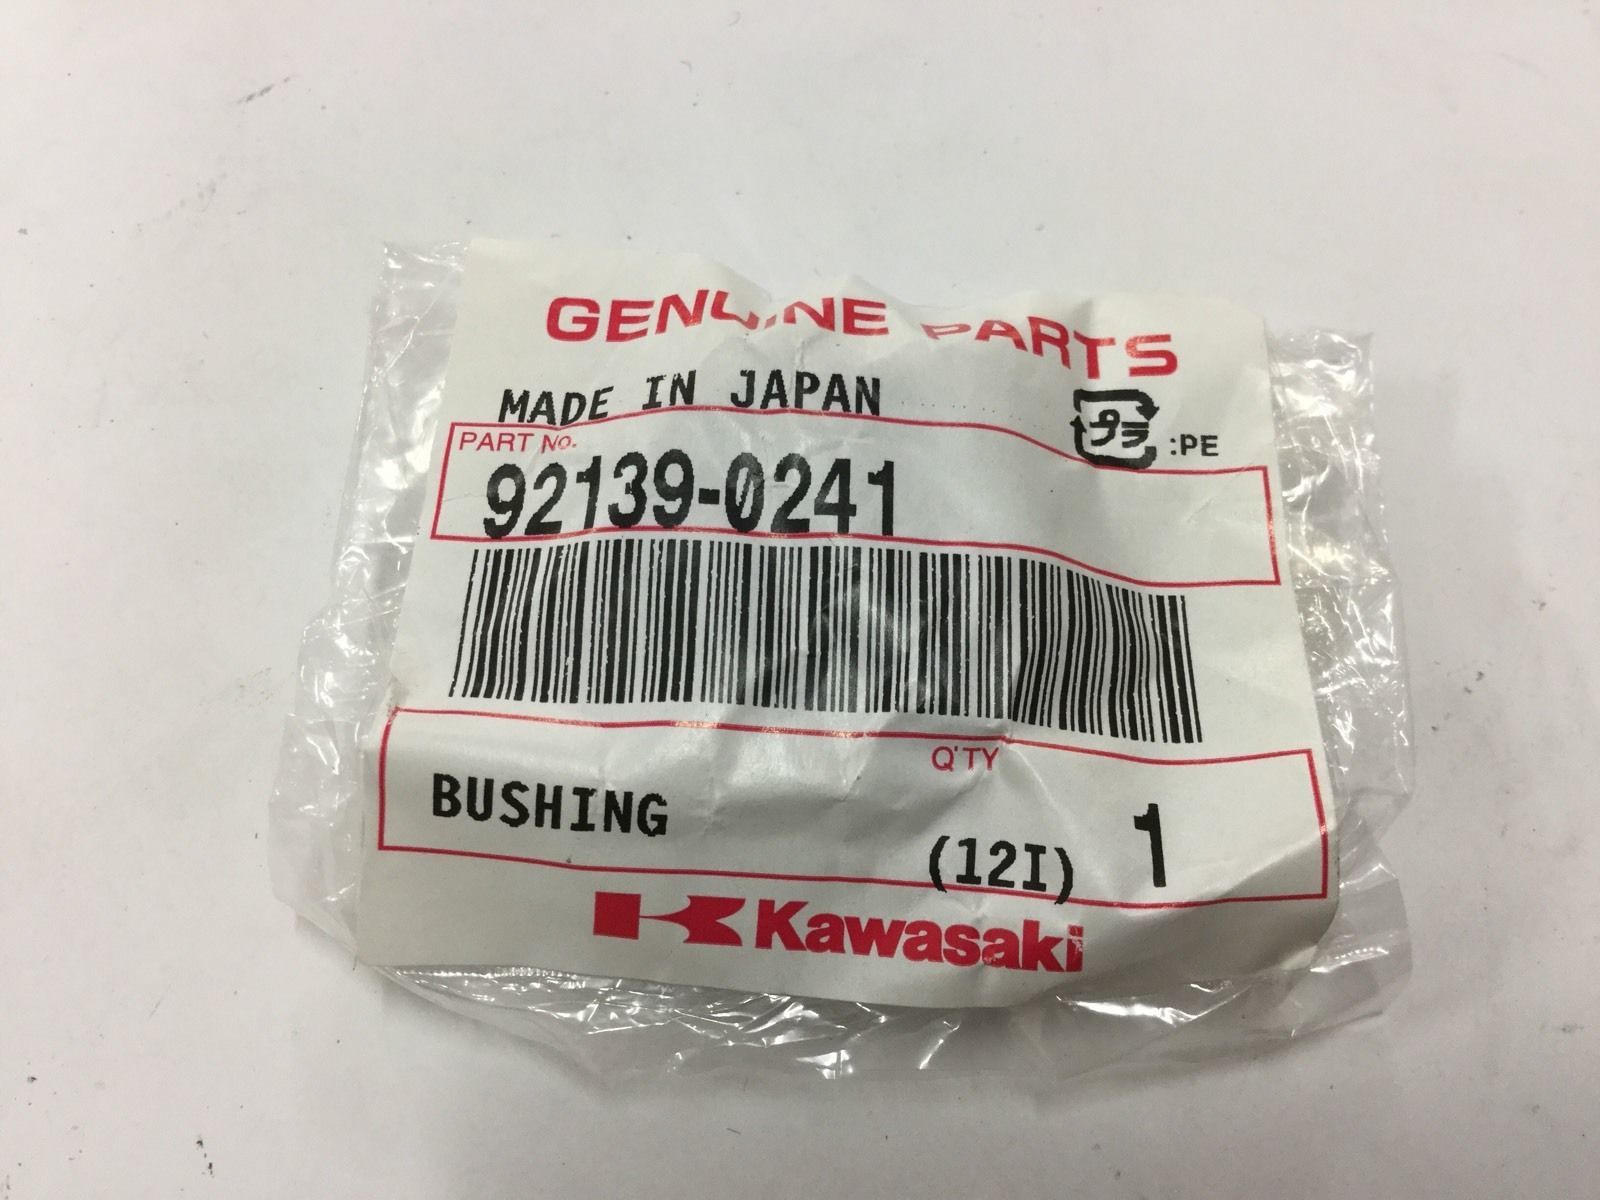 GENUINE PARTS
MADE IN JAPAN
プラ :PE
PART No.
92139-0241
Q'TY
BUSHING (12I) 1
Kawasaki